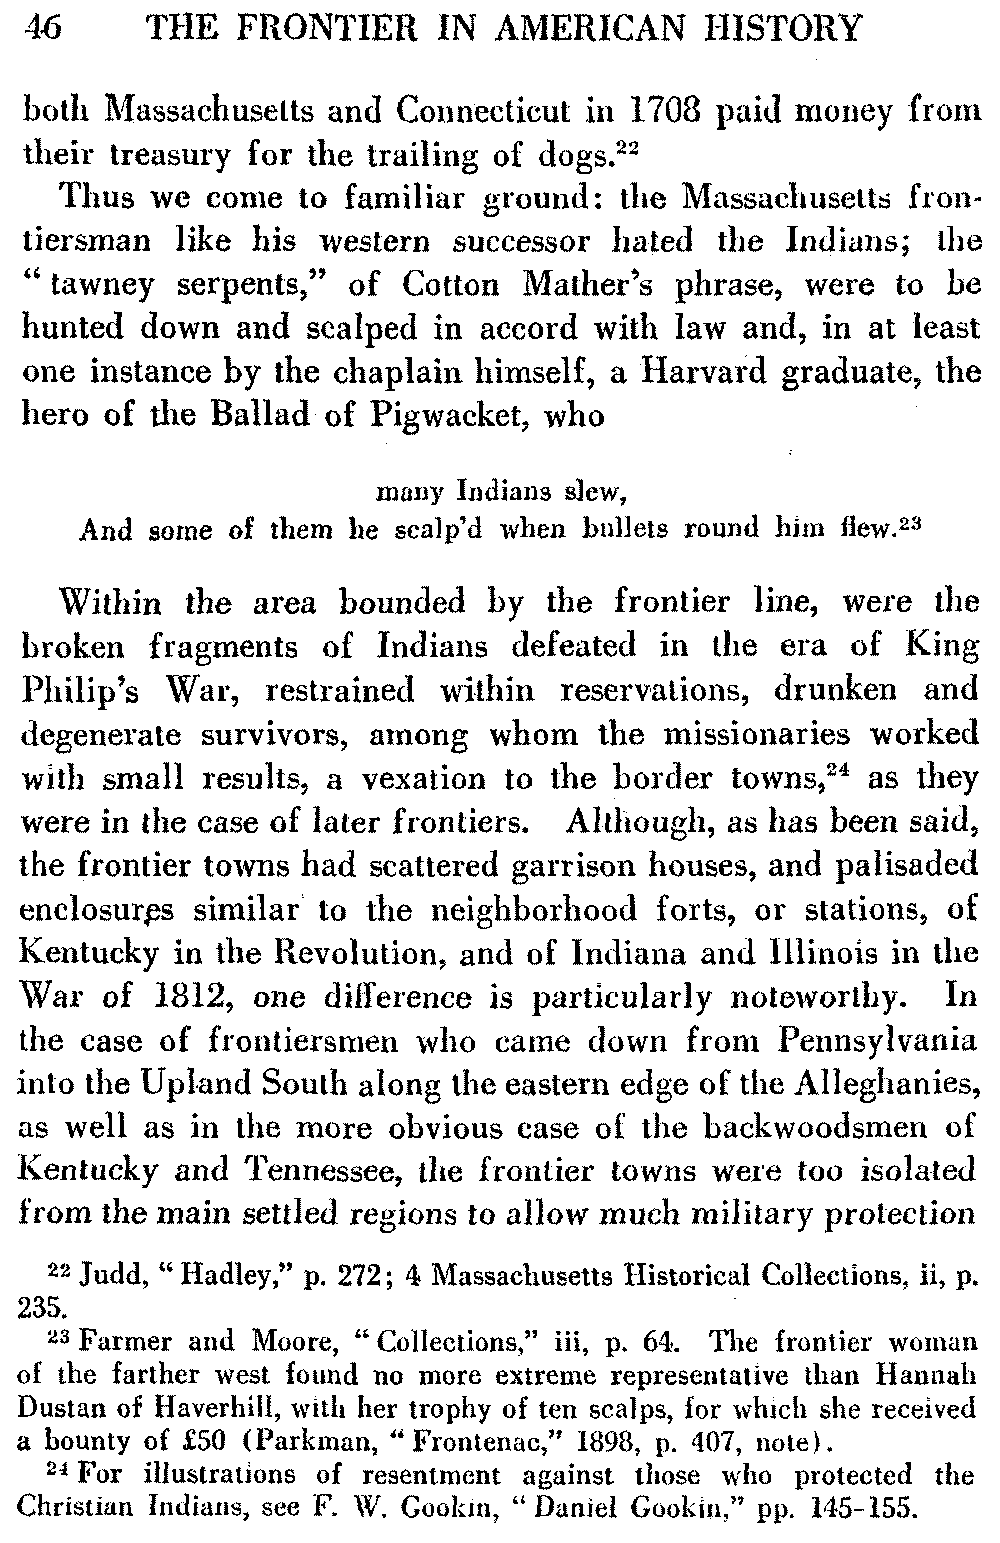 46 THE FRONTIER IN AMERICAN HISTORY
both Massachusetts and Connecticut in 1708 paid money from
their treasury for the trailing of dogs.²²
Thus we come to familiar ground: the Massachusetts fron-
tiersman like his western successor hated the Indians; the
“ tawney serpents,” of Cotton Mather’s phrase, were to be
hunted down and scalped in accord with law and, in at least
one instance by the chaplain himself, a Harvard graduate, the
hero of the Ballad of Pigwacket, who
many Indians slew,
And some of them he scalp’d when bullets round him flew.²³
Within the area bounded by the frontier line, were the
broken fragments of Indians defeated in the era of King
Philip’s War, restrained within reservations, drunken and
degenerate survivors, among whom the missionaries worked
with small results, a vexation to the border towns,²⁴ as they
were in the case of later frontiers. Although, as has been said,
the frontier towns had scattered garrison houses, and palisaded
enclosures similar to the neighborhood forts, or stations, of
Kentucky in the Revolution, and of Indiana and Illinois in the
War of 1812, one difference is particularly noteworthy. In
the case of frontiersmen who came down from Pennsylvania
into the Upland South along the eastern edge of the Alleghanies,
as well as in the more obvious case of the backwoodsmen of
Kentucky and Tennessee, the frontier towns were too isolated
from the main settled regions to allow much military protection
²² Judd, “ Hadley,” p. 272; 4 Massachusetts Historical Collections, ii, p.
235.
²³ Farmer and Moore, “ Collections,” iii, p. 64. The frontier woman
of the farther west found no more extreme representative than Hannah
Dustan of Haverhill, with her trophy of ten scalps, for which she received
a bounty of £50 (Parkman, “ Frontenac,” 1898, p. 407, note).
²⁴ For illustrations of resentment against those who protected the
Christian Indians, see F. W. Gookin, “ Daniel Gookin,” pp. 145-155.